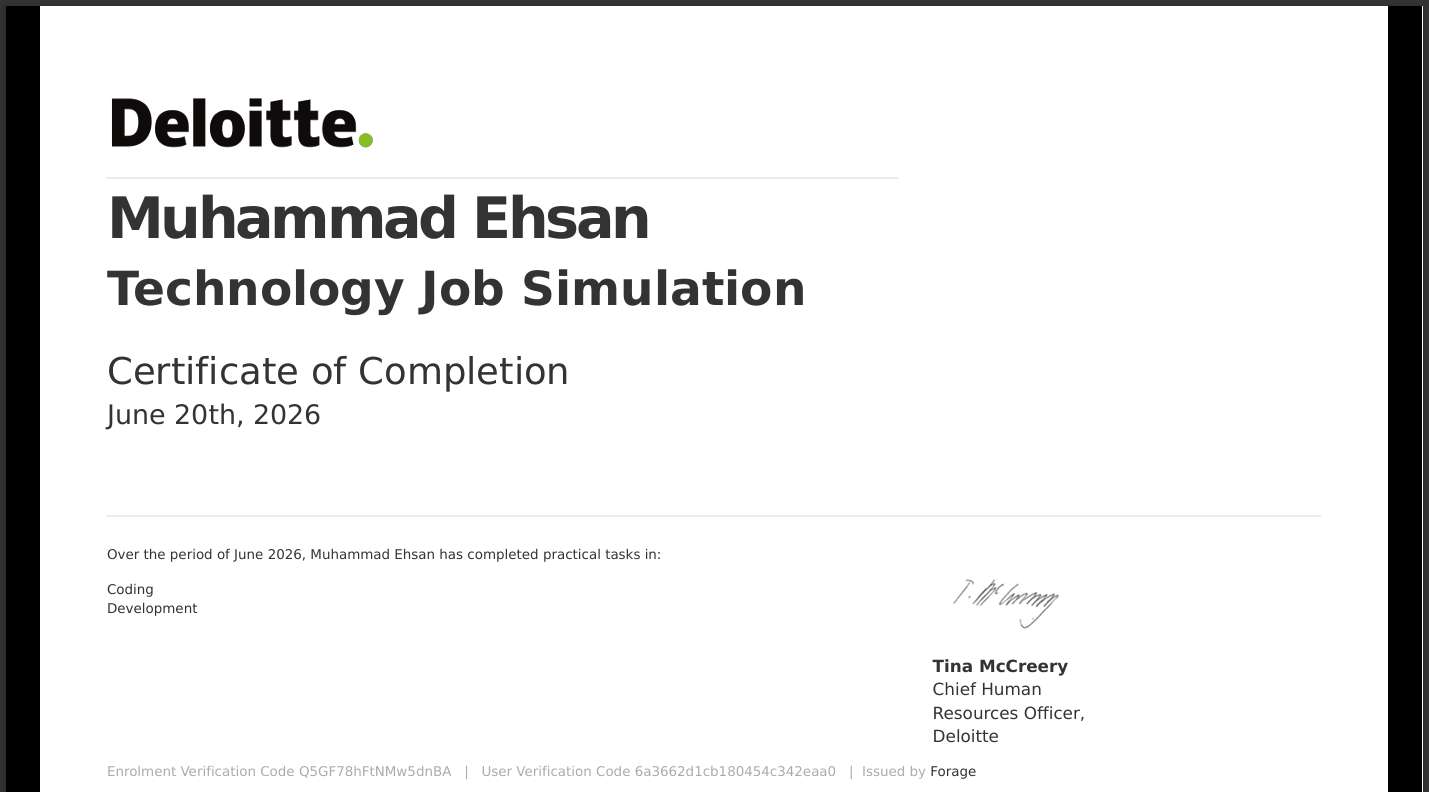 Deloitte.
Muhammad Ehsan
Technology Job Simulation
Certificate of Completion
June 20th, 2026
Over the period of June 2026, Muhammad Ehsan has completed practical tasks in:
Coding
Development
T. McCreery
Tina McCreery
Chief Human
Resources Officer,
Deloitte
Enrolment Verification Code Q5GF78hFtNMw5dnBA | User Verification Code 6a3662d1cb180454c342eaa0 | Issued by Forage